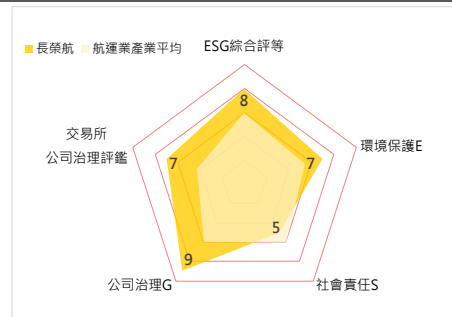 長榮航 航運業產業平均
ESG綜合評等
8
交易所
公司治理評鑑
7
7
環境保護E
5
9
公司治理G
社會責任S